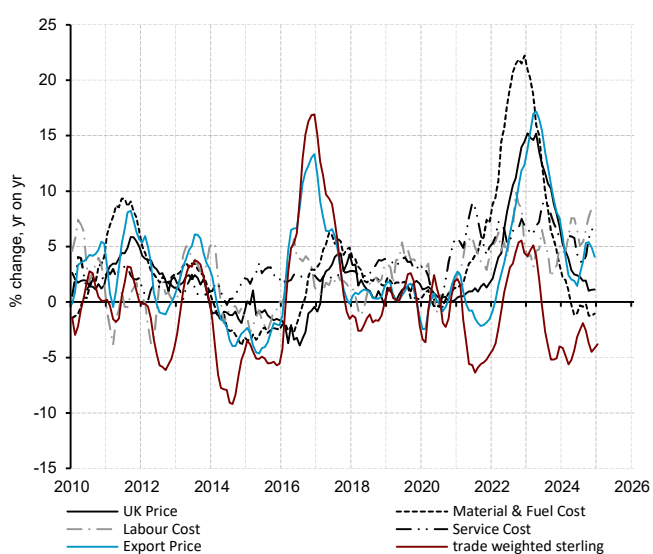 % change, yr on yr
25
20
15
10
5
0
-5
-10
-15
2010 2012 2014 2016 2018 2020 2022 2024 2026
UK Price Material & Fuel Cost
Labour Cost Service Cost
Export Price trade weighted sterling